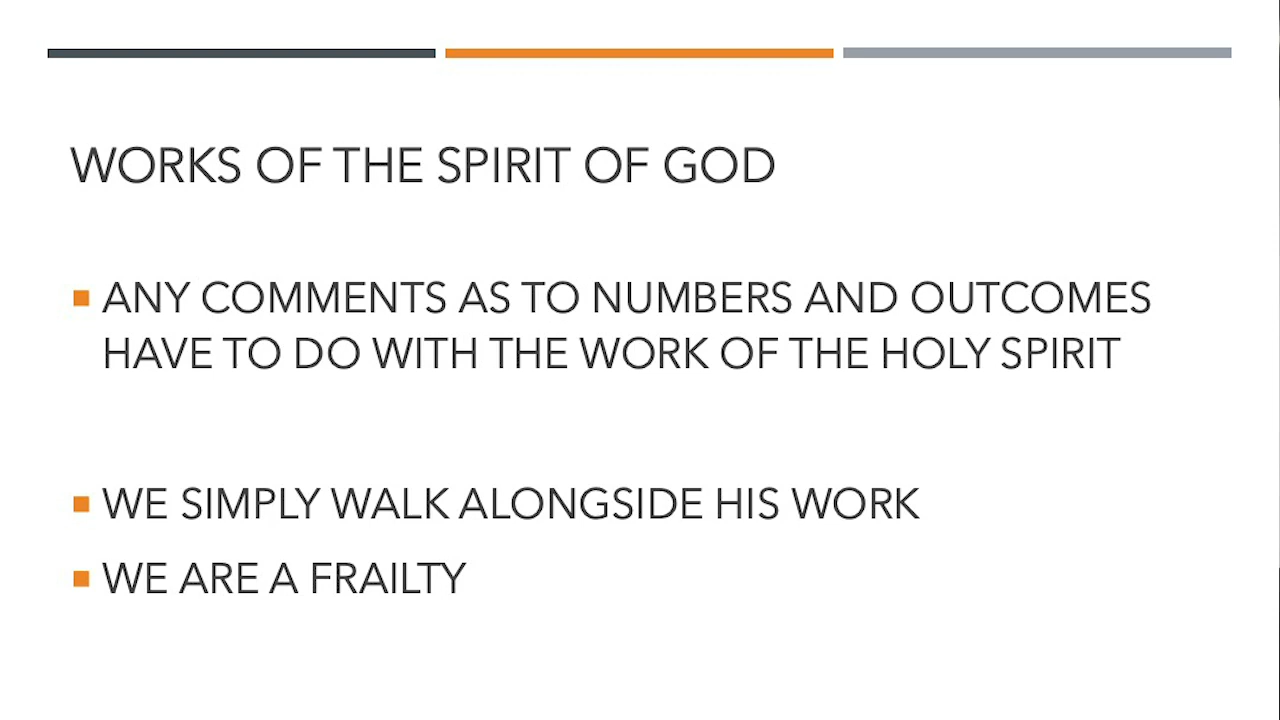 WORKS OF THE SPIRIT OF GOD
ANY COMMENTS AS TO NUMBERS AND OUTCOMES
HAVE TO DO WITH THE WORK OF THE HOLY SPIRIT
WE SIMPLY WALK ALONGSIDE HIS WORK
WE ARE A FRAILTY